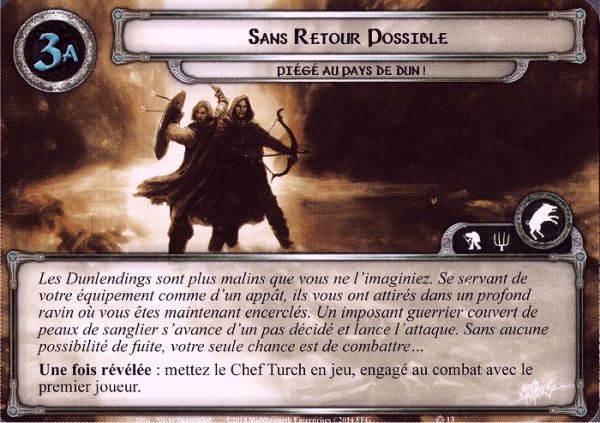 3A
SANS RETOUR POSSIBLE
PIÉGÉ AU PAYS DE DUN !
Les Dunlendings sont plus malins que vous ne l'imaginiez. Se servant de
votre équipement comme d'un appât, ils vous ont attirés dans un profond
ravin où vous êtes maintenant encerclés. Un imposant guerrier couvert de
peaux de sanglier s'avance d'un pas décidé et lance l'attaque. Sans aucune
possibilité de fuite, votre seule chance est de combattre…
Une fois révélée : mettez le Chef Turch en jeu, engagé au combat avec le
premier joueur.
©2014 Middle-earth Enterprises / 2014 FFG 13